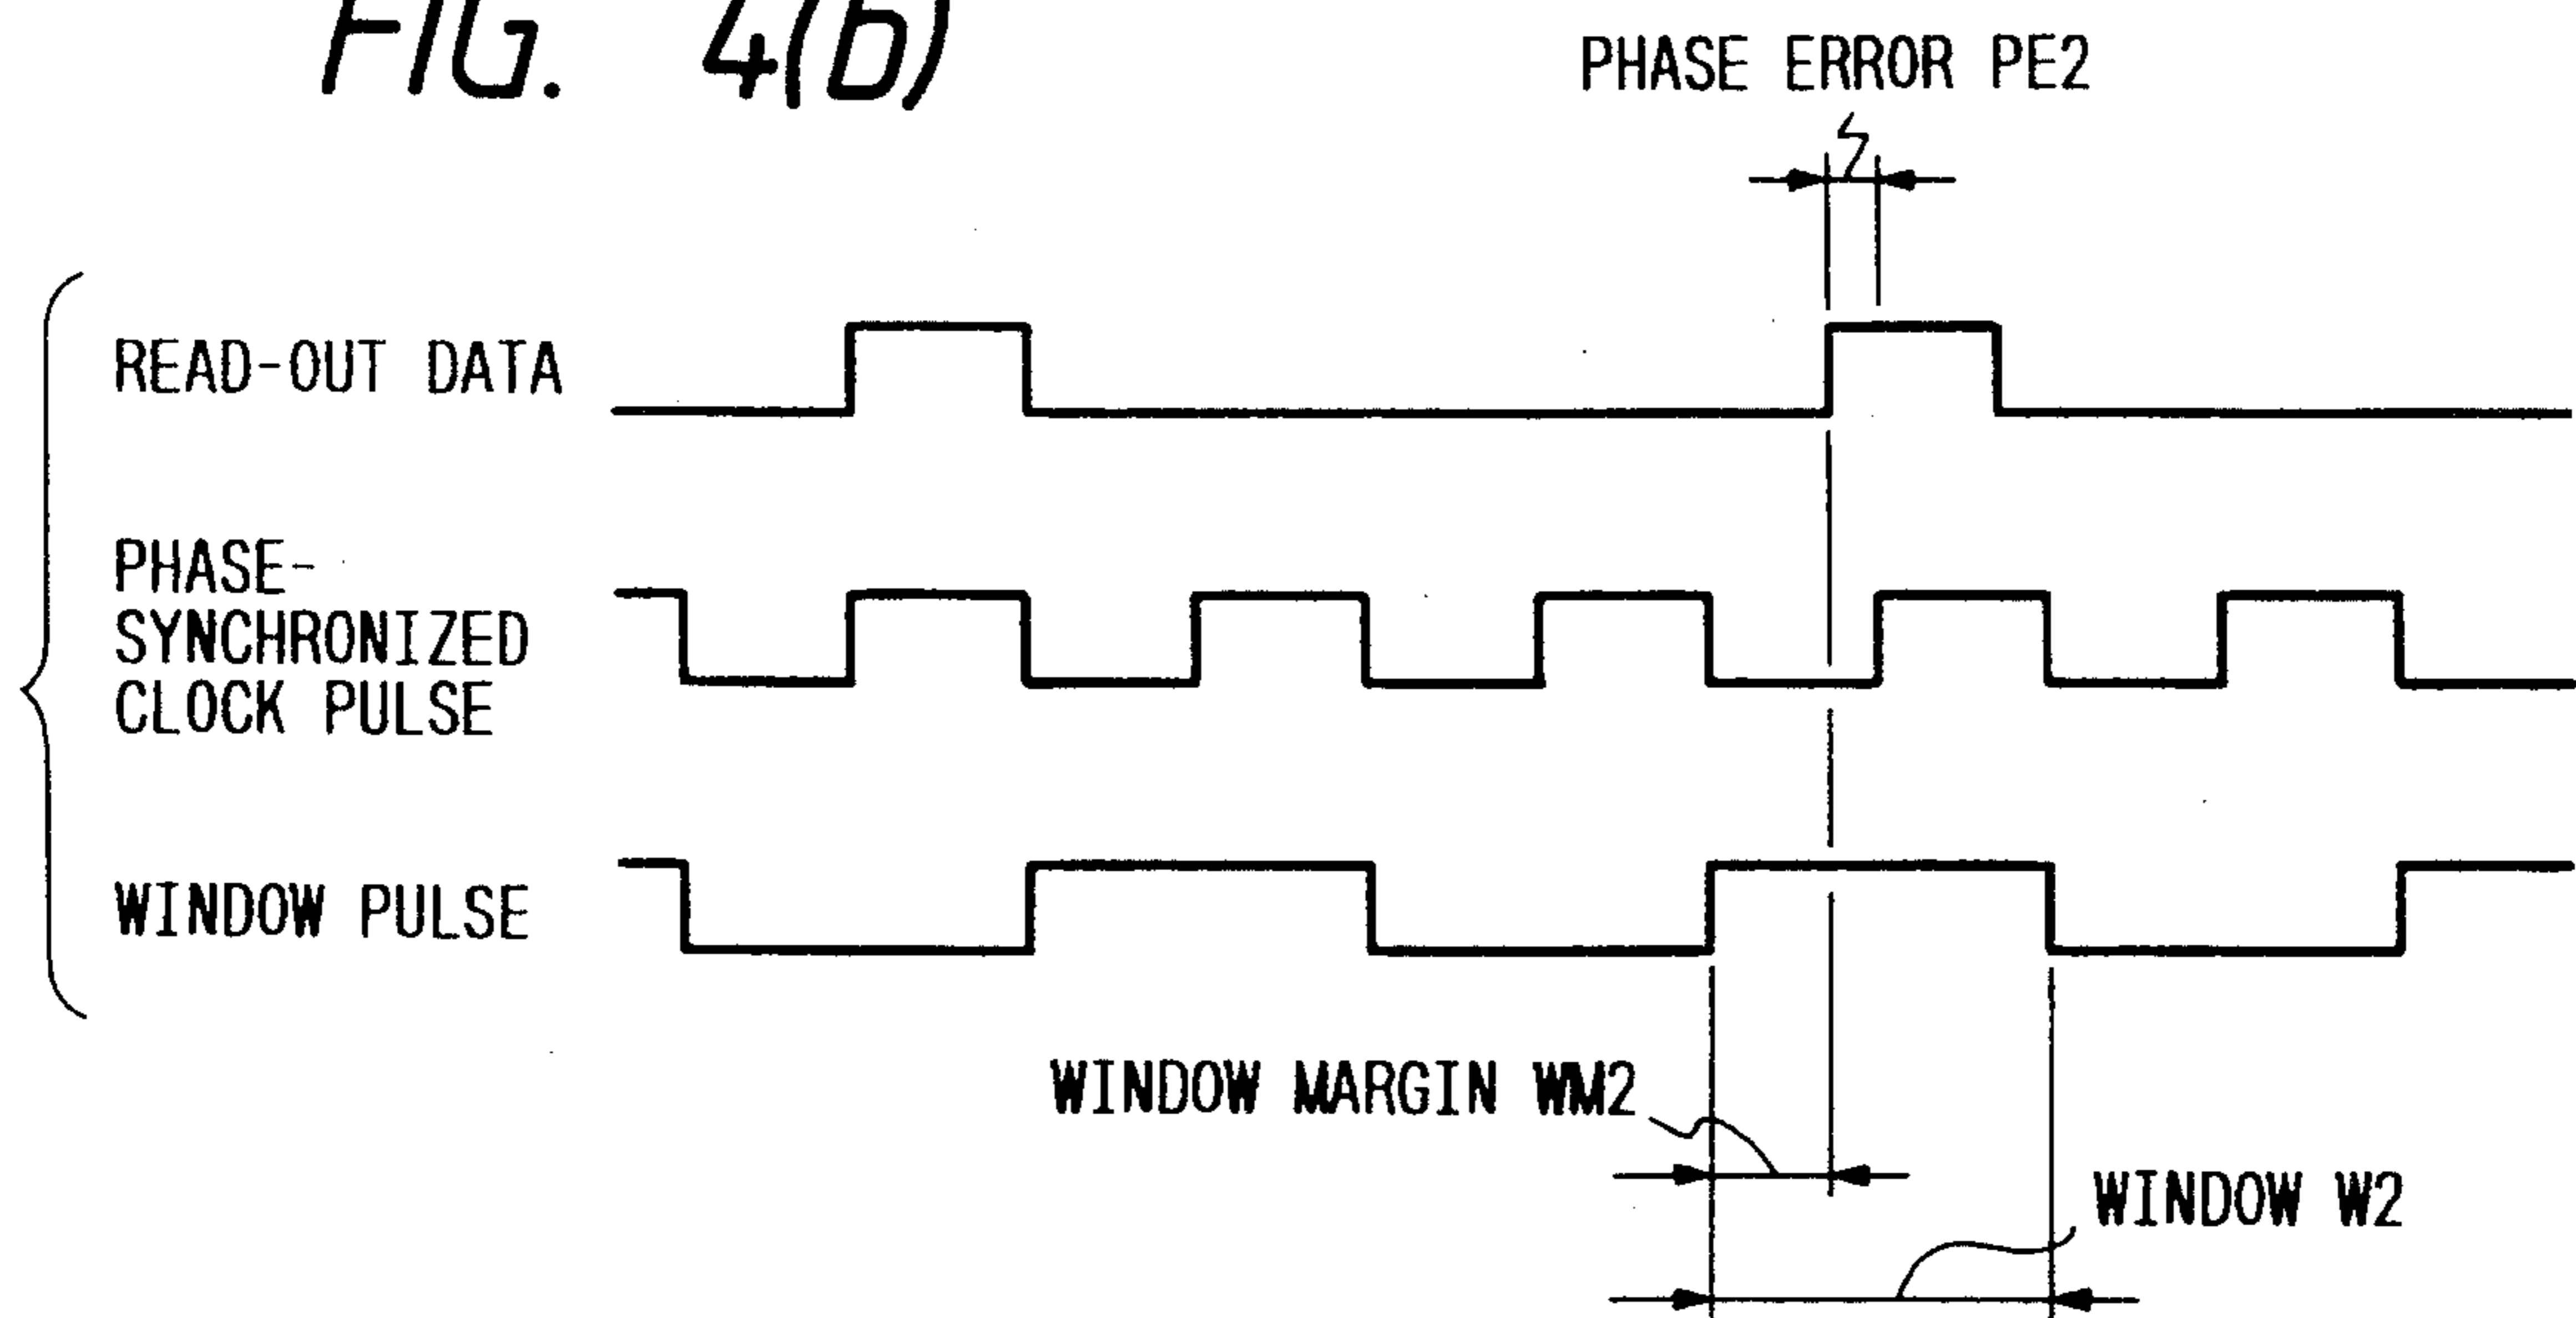 FIG. 4(b)
PHASE ERROR PE2
READ-OUT DATA
PHASE-
SYNCHRONIZED
CLOCK PULSE
WINDOW PULSE
WINDOW MARGIN WM2
WINDOW W2